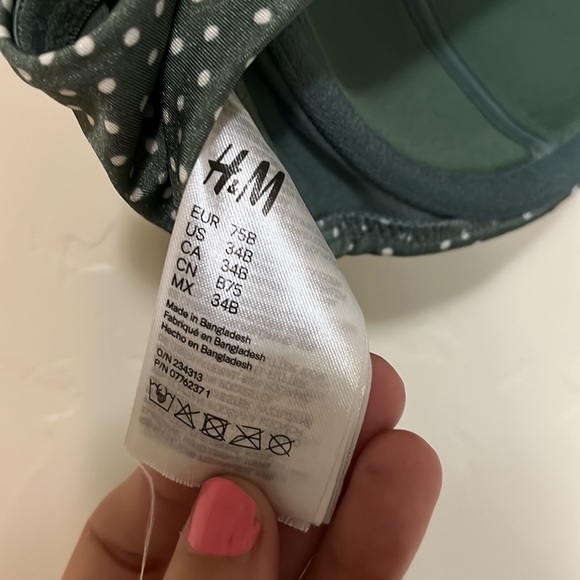 H&M
EUR 75B
US 34B
CA 34B
CN B75
MX 34B
Made in Bangladesh
Fabriqué en Bangladesh
Hecho en Bangladesh
O/N 234313
P/N 0776237 1